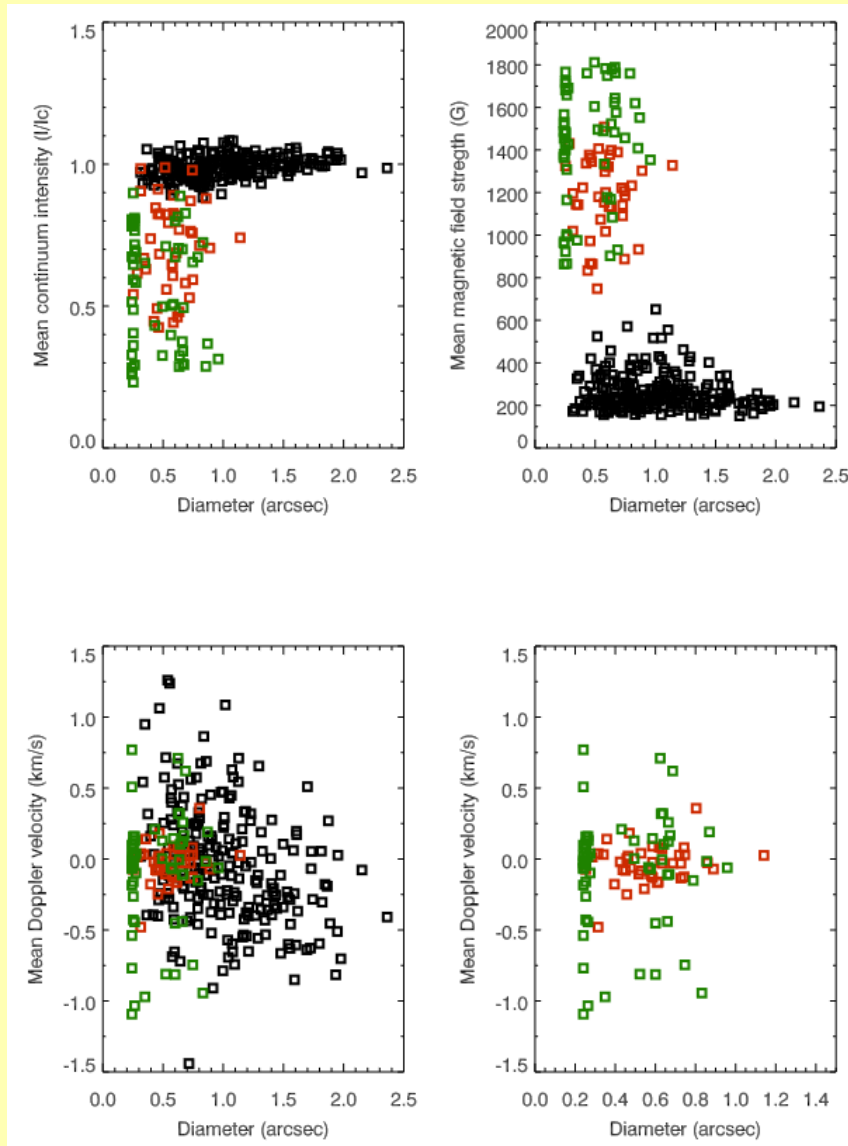 1.5
1.0
0.5
0.0
0.0 0.5 1.0 1.5 2.0 2.5
Diameter (arcsec)
Mean continuum intensity (I/Ic)
2000
1800
1600
1400
1200
1000
800
600
400
200
0
0.0 0.5 1.0 1.5 2.0 2.5
Diameter (arcsec)
Mean magnetic field stregth (G)
1.5
1.0
0.5
0.0
-0.5
-1.0
-1.5
0.0 0.5 1.0 1.5 2.0 2.5
Diameter (arcsec)
Mean Doppler velocity (km/s)
1.5
1.0
0.5
0.0
-0.5
-1.0
-1.5
0.0 0.2 0.4 0.6 0.8 1.0 1.2 1.4
Diameter (arcsec)
Mean Doppler velocity (km/s)